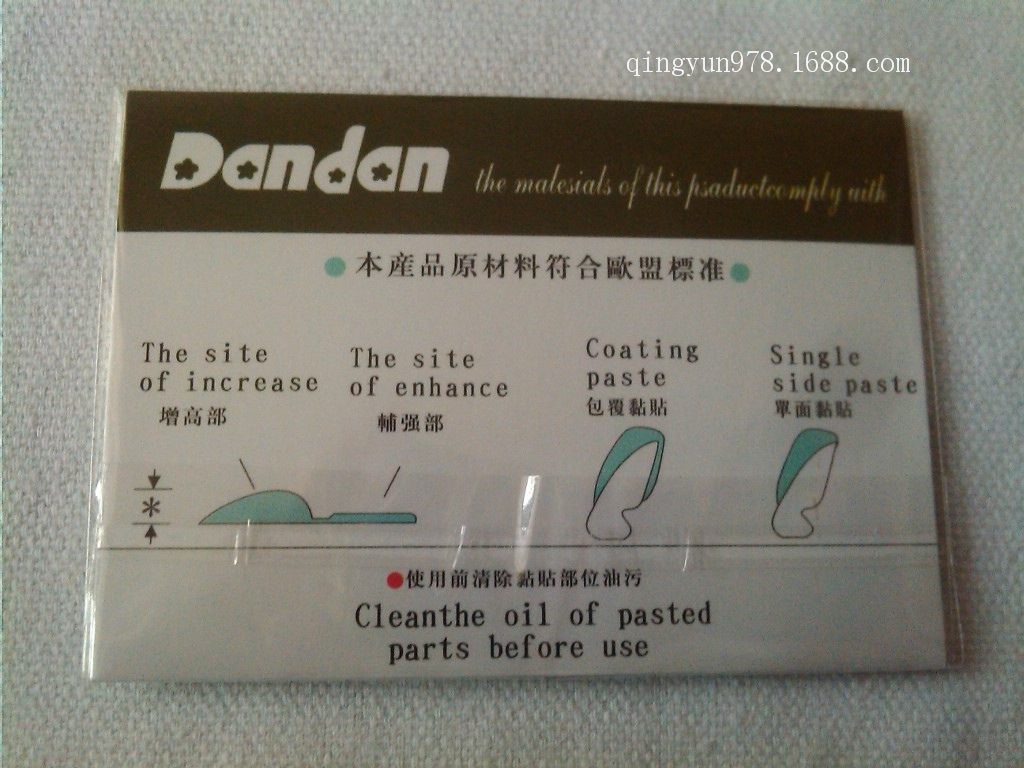 qingyun978.1688.com
Dandan
the malesials of this psaductcomply aith
本産品原材料符合歐盟標准
The site
of increase
增高部
The site
of enhance
輔强部
Coating
paste
包覆黏貼
Single
side paste
單面黏貼
*
使用前清除黏貼部位油污
Cleanthe oil of pasted
parts before use